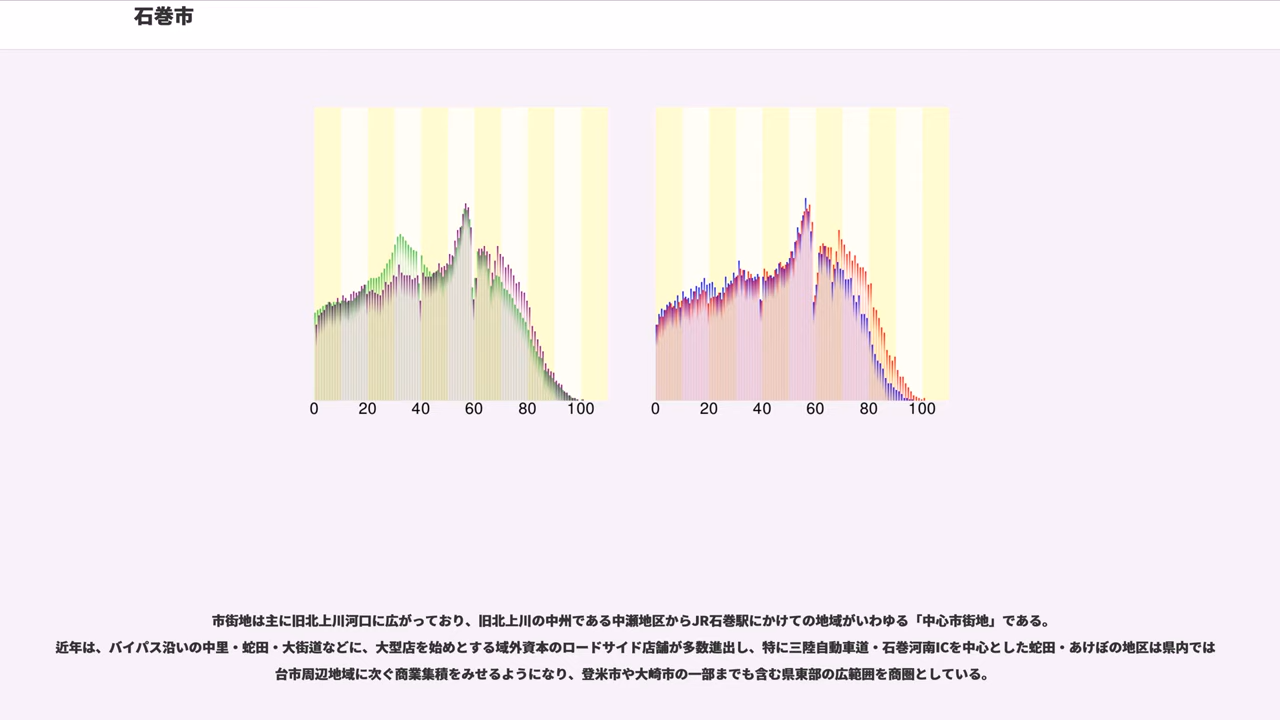 石巻市
0 20 40 60 80 100 0 20 40 60 80 100
市街地は主に旧北上川河口に広がっており、旧北上川の中州である中瀬地区からJR石巻駅にかけての地域がいわゆる「中心市街地」である。
近年は、バイパス沿いの中里・蛇田・大街道などに、大型店を始めとする域外資本のロードサイド店舗が多数進出し、特に三陸自動車道・石巻河南ICを中心とした蛇田・あけぼの地区は県内では
台市周辺地域に次ぐ商業集積をみせるようになり、登米市や大崎市の一部までも含む県東部の広範囲を商圏としている。